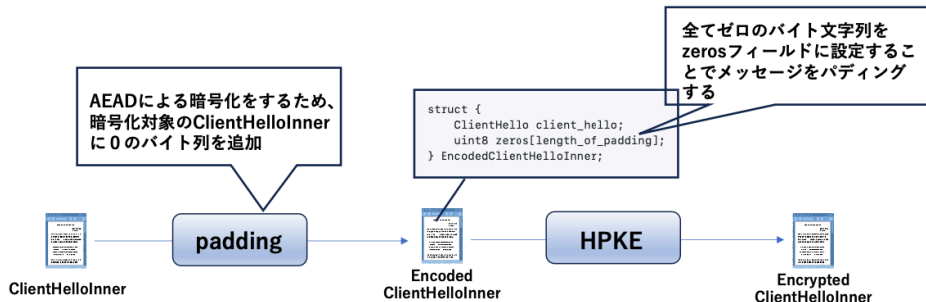 全てゼロのバイト文字列を
zerosフィールドに設定するこ
とでメッセージをパディング
する
AEADによる暗号化をするため、
暗号化対象のClientHelloInner
に０のバイト列を追加
struct {
ClientHello client_hello;
uint8 zeros[length_of_padding];
} EncodedClientHelloInner;
padding
HPKE
ClientHelloInner
Encoded
ClientHelloInner
Encrypted
ClientHelloInner